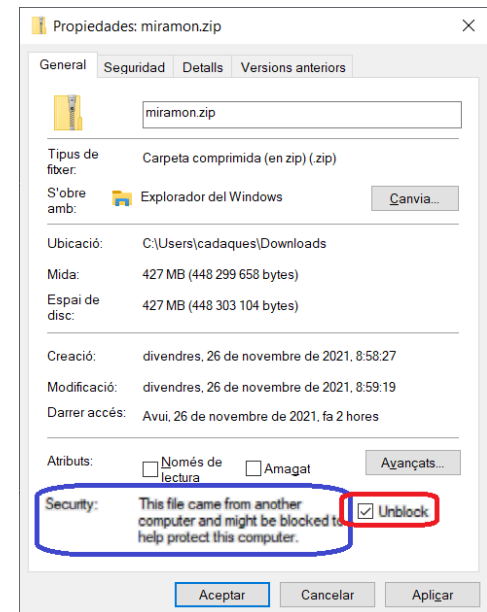 Propiedades: miramon.zip
General Seguridad Detalls Versions anteriors
miramon.zip
Tipus de fitxer: Carpeta comprimida (en zip) (.zip)
S'obre amb: Explorador del Windows Canvia...
Ubicació: C:\Users\cadaques\Downloads
Mida: 427 MB (448 299 658 bytes)
Espai de disc: 427 MB (448 303 104 bytes)
Creació: divendres, 26 de novembre de 2021, 8:58:27
Modificació: divendres, 26 de novembre de 2021, 8:59:19
Darrer accés: Avui, 26 de novembre de 2021, fa 2 hores
Atributs: Només de lectura Amagat Avançats...
Security: This file came from another
computer and might be blocked to
help protect this computer.
Unblock
Aceptar Cancelar Aplicar